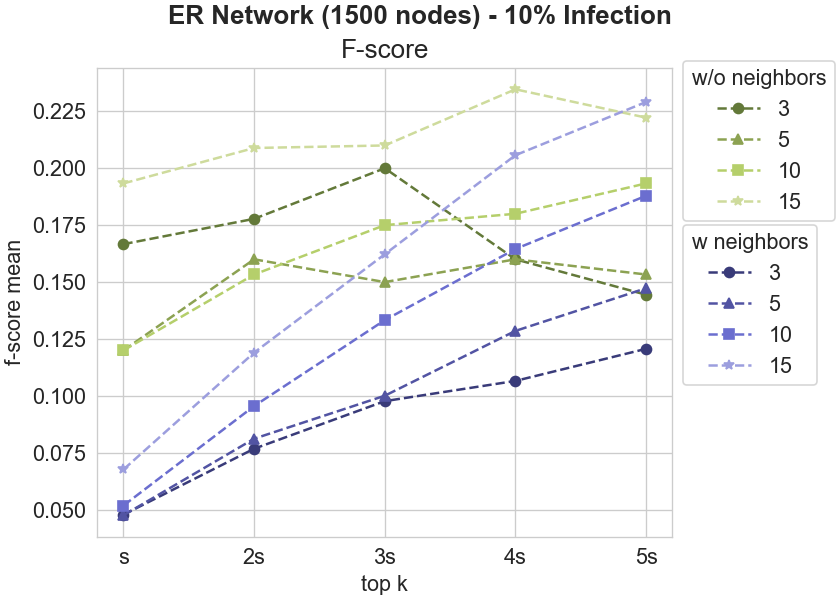 ER Network (1500 nodes) - 10% Infection
F-score
f-score mean
0.225
0.200
0.175
0.150
0.125
0.100
0.075
0.050
s 2s 3s 4s 5s
top k
w/o neighbors
3
5
10
15
w neighbors
3
5
10
15